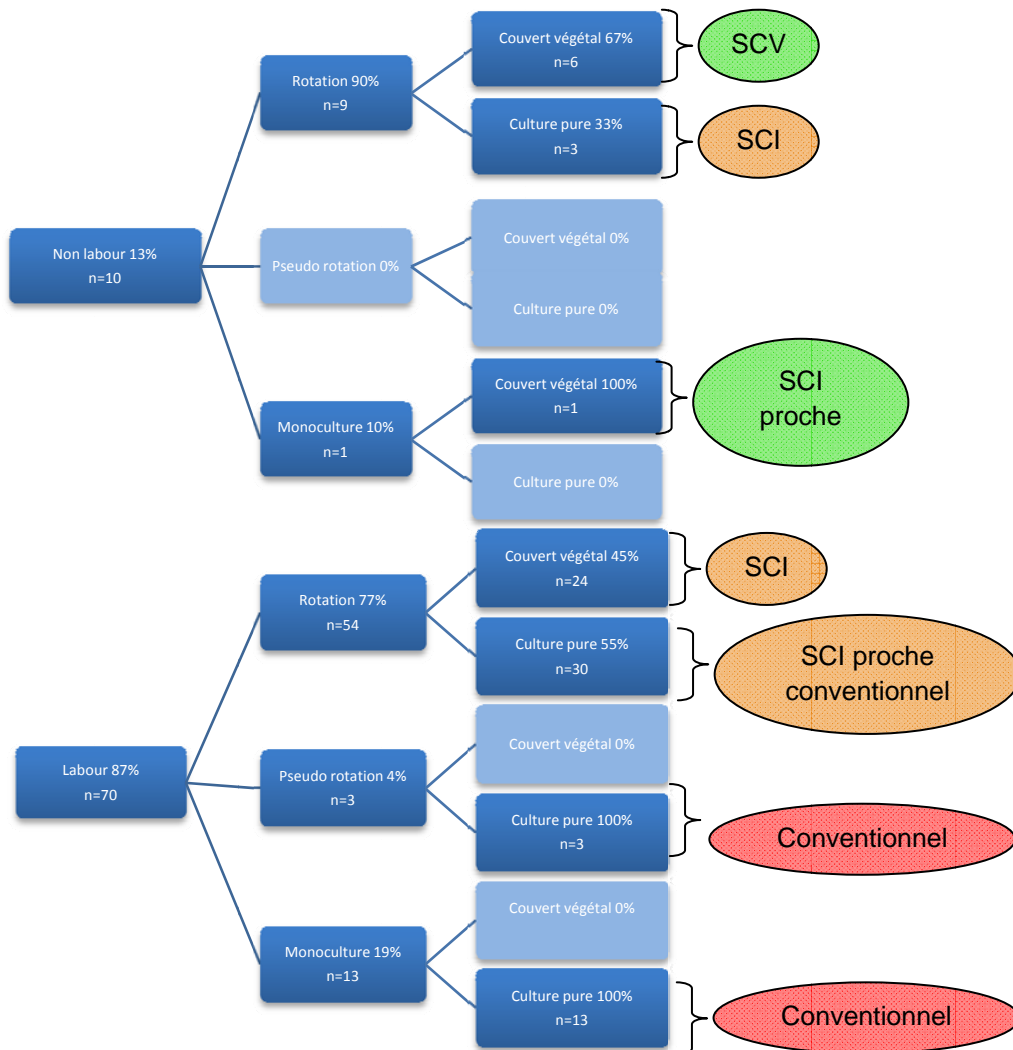 Couvert végétal 67%
n=6
SCV
Rotation 90%
n=9
Culture pure 33%
n=3
SCI
Non labour 13%
n=10
Pseudo rotation 0%
Couvert végétal 0%
Culture pure 0%
Monoculture 10%
n=1
Couvert végétal 100%
n=1
SCI
proche
Culture pure 0%
Couvert végétal 45%
n=24
SCI
Rotation 77%
n=54
Culture pure 55%
n=30
SCI proche
conventionnel
Labour 87%
n=70
Couvert végétal 0%
Pseudo rotation 4%
n=3
Culture pure 100%
n=3
Conventionnel
Couvert végétal 0%
Monoculture 19%
n=13
Culture pure 100%
n=13
Conventionnel